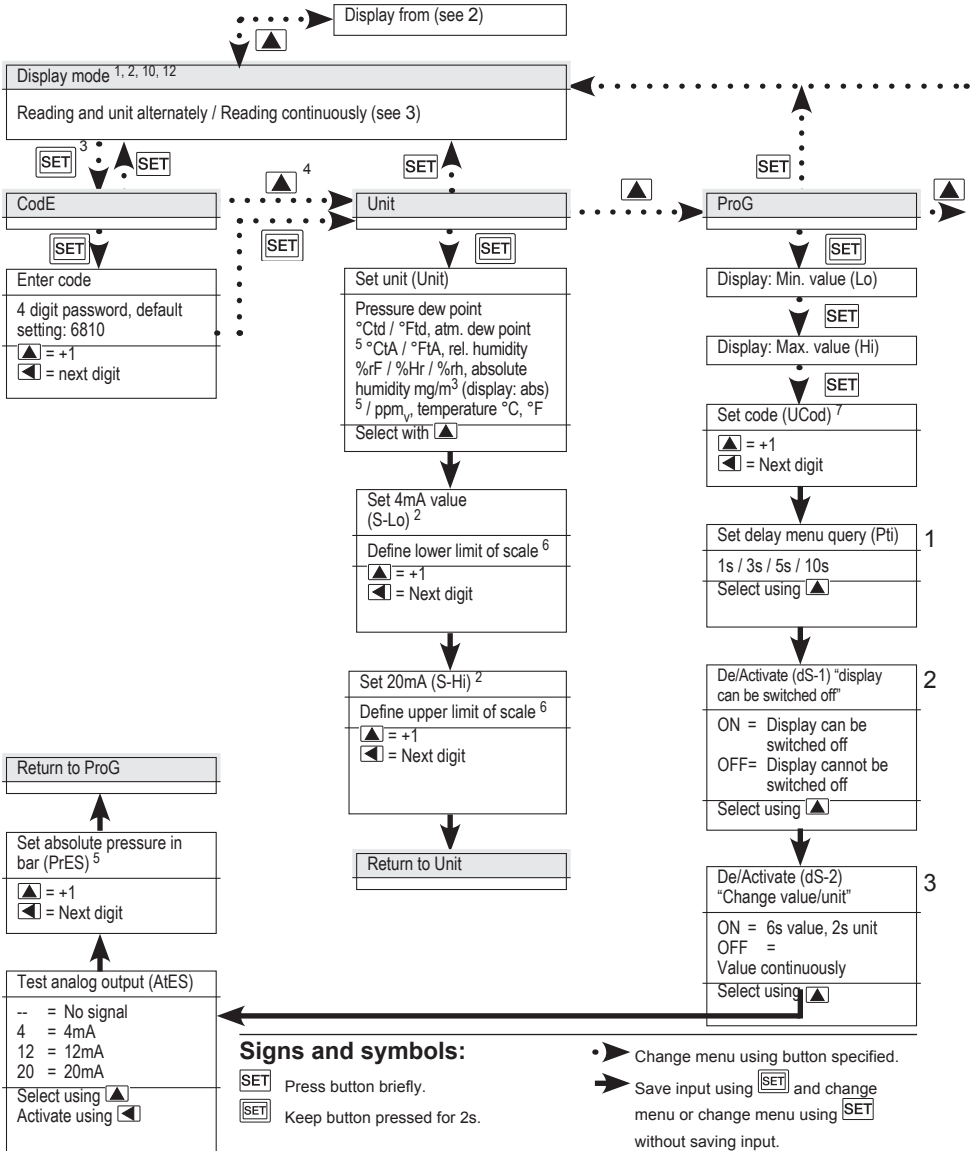 Display from (see 2)
Display mode 1, 2, 10, 12
Reading and unit alternately / Reading continuously (see 3)
SET 3
SET
SET
SET
4
CodE
Unit
ProG
SET
SET
SET
SET
Enter code
4 digit password, default
setting: 6810
▲ = +1
◀ = next digit
Set unit (Unit)
Pressure dew point
°Ctd / °Ftd, atm. dew point
5 °CtA / °FtA, rel. humidity
%rF / %Hr / %rh, absolute
humidity mg/m3 (display: abs)
5 / ppmv, temperature °C, °F
Select with ▲
Set 4mA value
(S-Lo) 2
Define lower limit of scale 6
▲ = +1
◀ = Next digit
Set 20mA (S-Hi) 2
Define upper limit of scale 6
▲ = +1
◀ = Next digit
Return to Unit
Display: Min. value (Lo)
SET
Display: Max. value (Hi)
SET
Set code (UCod) 7
▲ = +1
◀ = Next digit
Set delay menu query (Pti) 1
1s / 3s / 5s / 10s
Select using ▲
De/Activate (dS-1) “display 2
can be switched off”
ON = Display can be
switched off
OFF= Display cannot be
switched off
Select using ▲
De/Activate (dS-2) 3
“Change value/unit”
ON = 6s value, 2s unit
OFF =
Value continuously
Select using ▲
Return to ProG
Set absolute pressure in
bar (PrES) 5
▲ = +1
◀ = Next digit
Test analog output (AtES)
-- = No signal
4 = 4mA
12 = 12mA
20 = 20mA
Select using ▲
Activate using ◀
Signs and symbols:
SET Press button briefly.
SET Keep button pressed for 2s.
Change menu using button specified.
Save input using SET and change
menu or change menu using SET
without saving input.